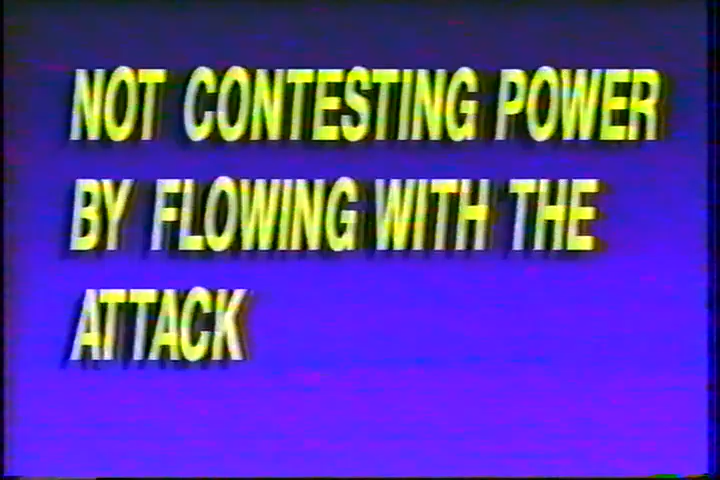 NOT CONTESTING POWER
BY FLOWING WITH THE
ATTACK